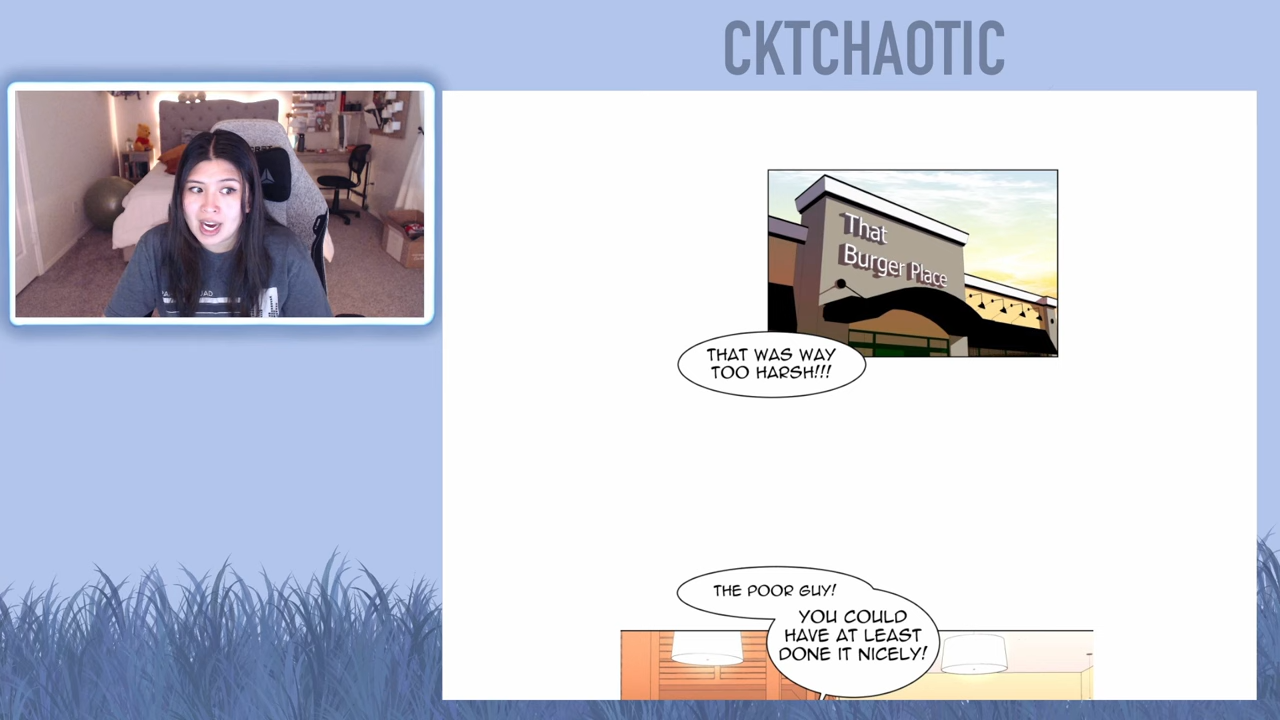 CKTCHAOTIC
That
Burger Place
THAT WAS WAY
TOO HARSH!!!
THE POOR GUY!
YOU COULD
HAVE AT LEAST
DONE IT NICELY!